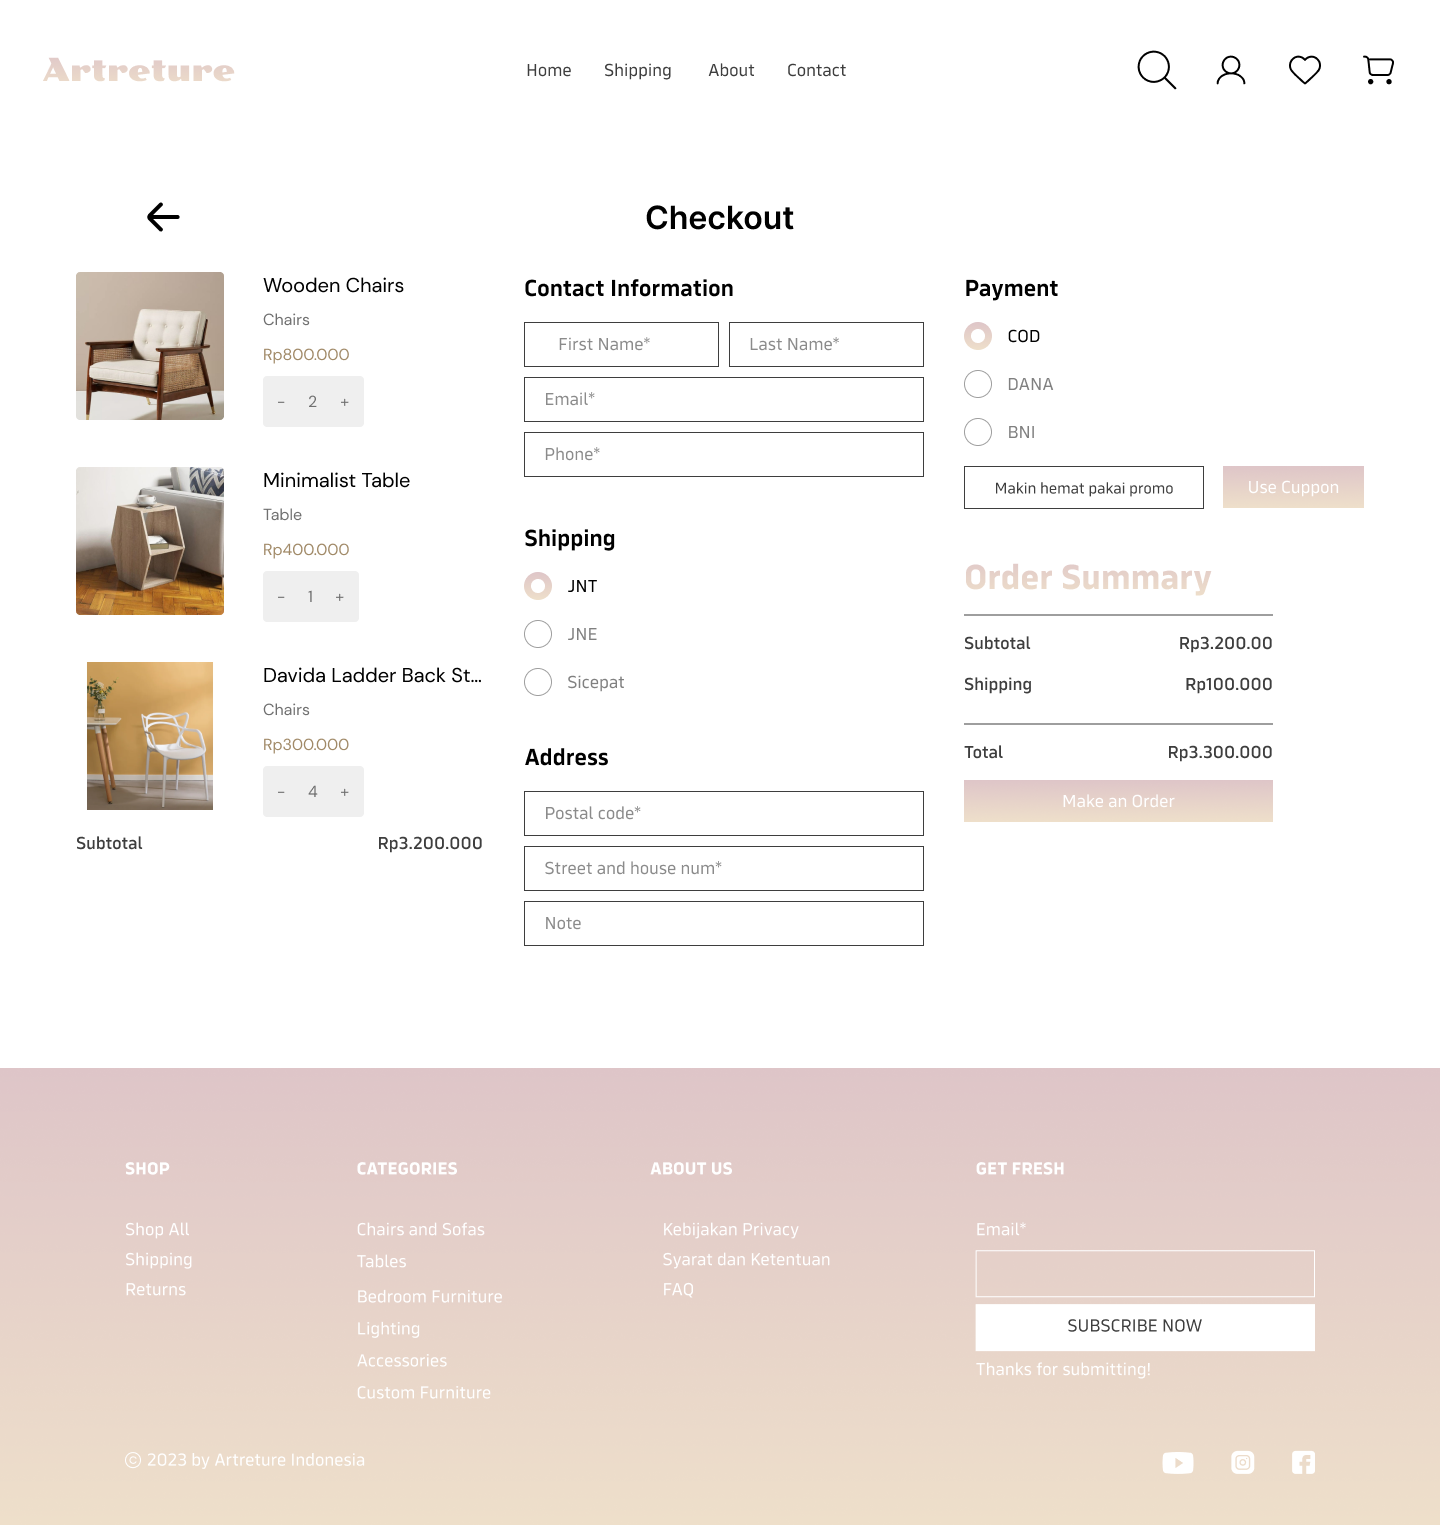 Artreture
Home Shipping About Contact
Checkout
Wooden Chairs
Chairs
Rp800.000
- 2 +
Minimalist Table
Table
Rp400.000
- 1 +
Davida Ladder Back St...
Chairs
Rp300.000
- 4 +
Subtotal Rp3.200.000
Contact Information
First Name* Last Name*
Email*
Phone*
Shipping
JNT
JNE
Sicepat
Address
Postal code*
Street and house num*
Note
Payment
COD
DANA
BNI
Makin hemat pakai promo Use Cuppon
Order Summary
Subtotal Rp3.200.00
Shipping Rp100.000
Total Rp3.300.000
Make an Order
SHOP
Shop All
Shipping
Returns
CATEGORIES
Chairs and Sofas
Tables
Bedroom Furniture
Lighting
Accessories
Custom Furniture
ABOUT US
Kebijakan Privacy
Syarat dan Ketentuan
FAQ
GET FRESH
Email*
SUBSCRIBE NOW
Thanks for submitting!
© 2023 by Artreture Indonesia